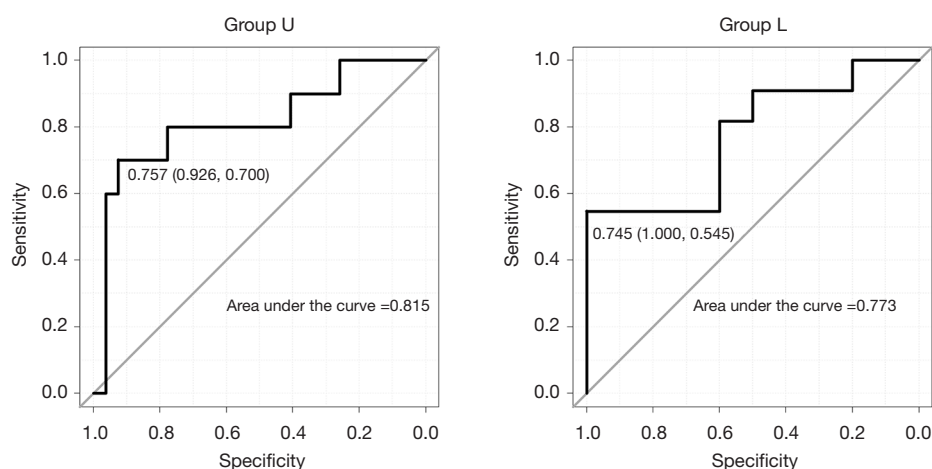 Group U
1.0
0.8
0.6
0.4
0.2
0.0
Sensitivity
0.757 (0.926, 0.700)
Area under the curve =0.815
1.0 0.8 0.6 0.4 0.2 0.0
Specificity
Group L
1.0
0.8
0.6
0.4
0.2
0.0
Sensitivity
0.745 (1.000, 0.545)
Area under the curve =0.773
1.0 0.8 0.6 0.4 0.2 0.0
Specificity